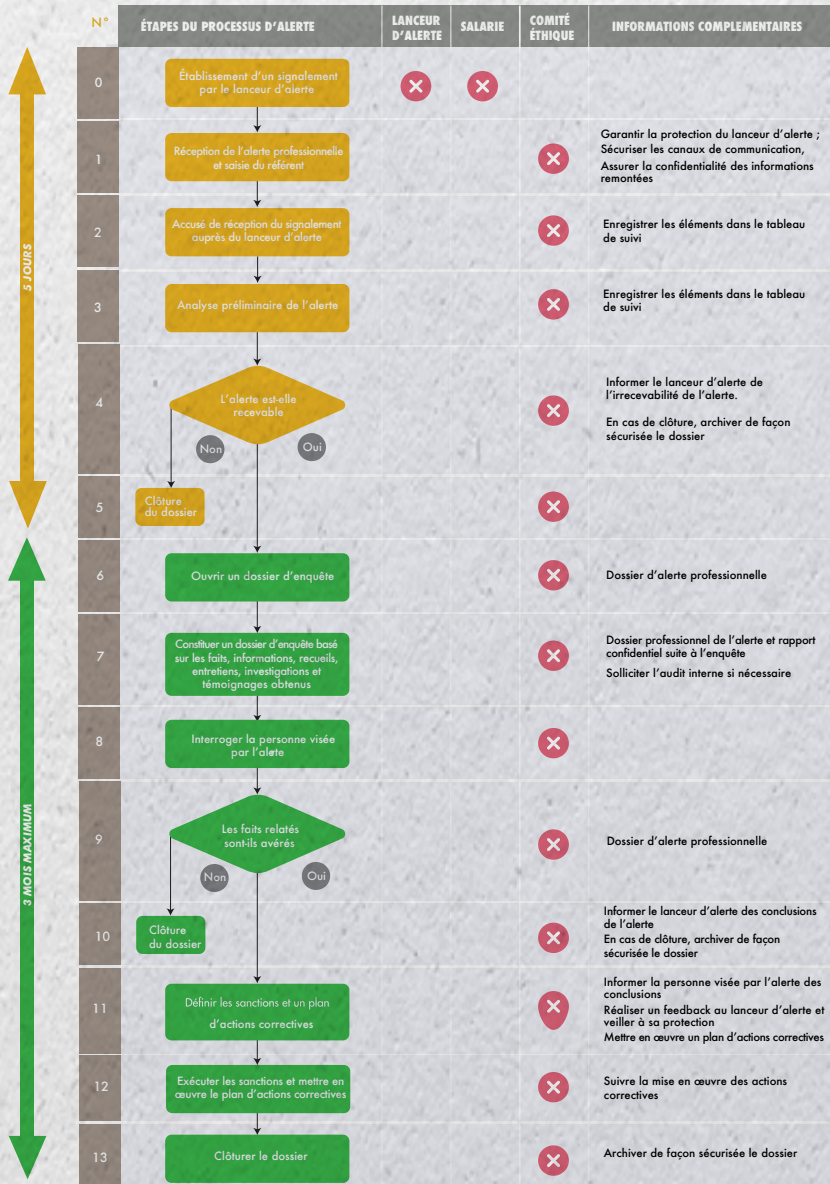 N°
ÉTAPES DU PROCESSUS D'ALERTE
LANCEUR
D'ALERTE
SALARIE
COMITÉ
ÉTHIQUE
INFORMATIONS COMPLEMENTAIRES
5 JOURS
0
Établissement d'un signalement
par le lanceur d'alerte
1
Réception de l'alerte professionnelle
et saisie du référent
Garantir la protection du lanceur d'alerte ;
Sécuriser les canaux de communication,
Assurer la confidentialité des informations
remontées
2
Accusé de réception du signalement
auprès du lanceur d'alerte
Enregistrer les éléments dans le tableau
de suivi
3
Analyse préliminaire de l'alerte
Enregistrer les éléments dans le tableau
de suivi
4
L'alerte est-elle
recevable
Non
Oui
Informer le lanceur d'alerte de
l'irrecevabilité de l'alerte.
En cas de clôture, archiver de façon
sécurisée le dossier
5
Clôture
du dossier
3 MOIS MAXIMUM
6
Ouvrir un dossier d'enquête
Dossier d'alerte professionnelle
7
Constituer un dossier d'enquête basé
sur les faits, informations, recueils,
entretiens, investigations et
témoignages obtenus
Dossier professionnel de l'alerte et rapport
confidentiel suite à l'enquête
Solliciter l'audit interne si nécessaire
8
Interroger la personne visée
par l'alete
9
Les faits relatés
sont-ils avérés
Non
Oui
Dossier d'alerte professionnelle
10
Clôture
du dossier
Informer le lanceur d'alerte des conclusions
de l'alerte
En cas de clôture, archiver de façon
sécurisée le dossier
11
Définir les sanctions et un plan
d'actions correctives
Informer la personne visée par l'alerte des
conclusions
Réaliser un feedback au lanceur d'alerte et
veiller à sa protection
Mettre en œuvre un plan d'actions correctives
12
Exécuter les sanctions et mettre en
œuvre le plan d'actions correctives
Suivre la mise en œuvre des actions
correctives
13
Clôturer le dossier
Archiver de façon sécurisée le dossier